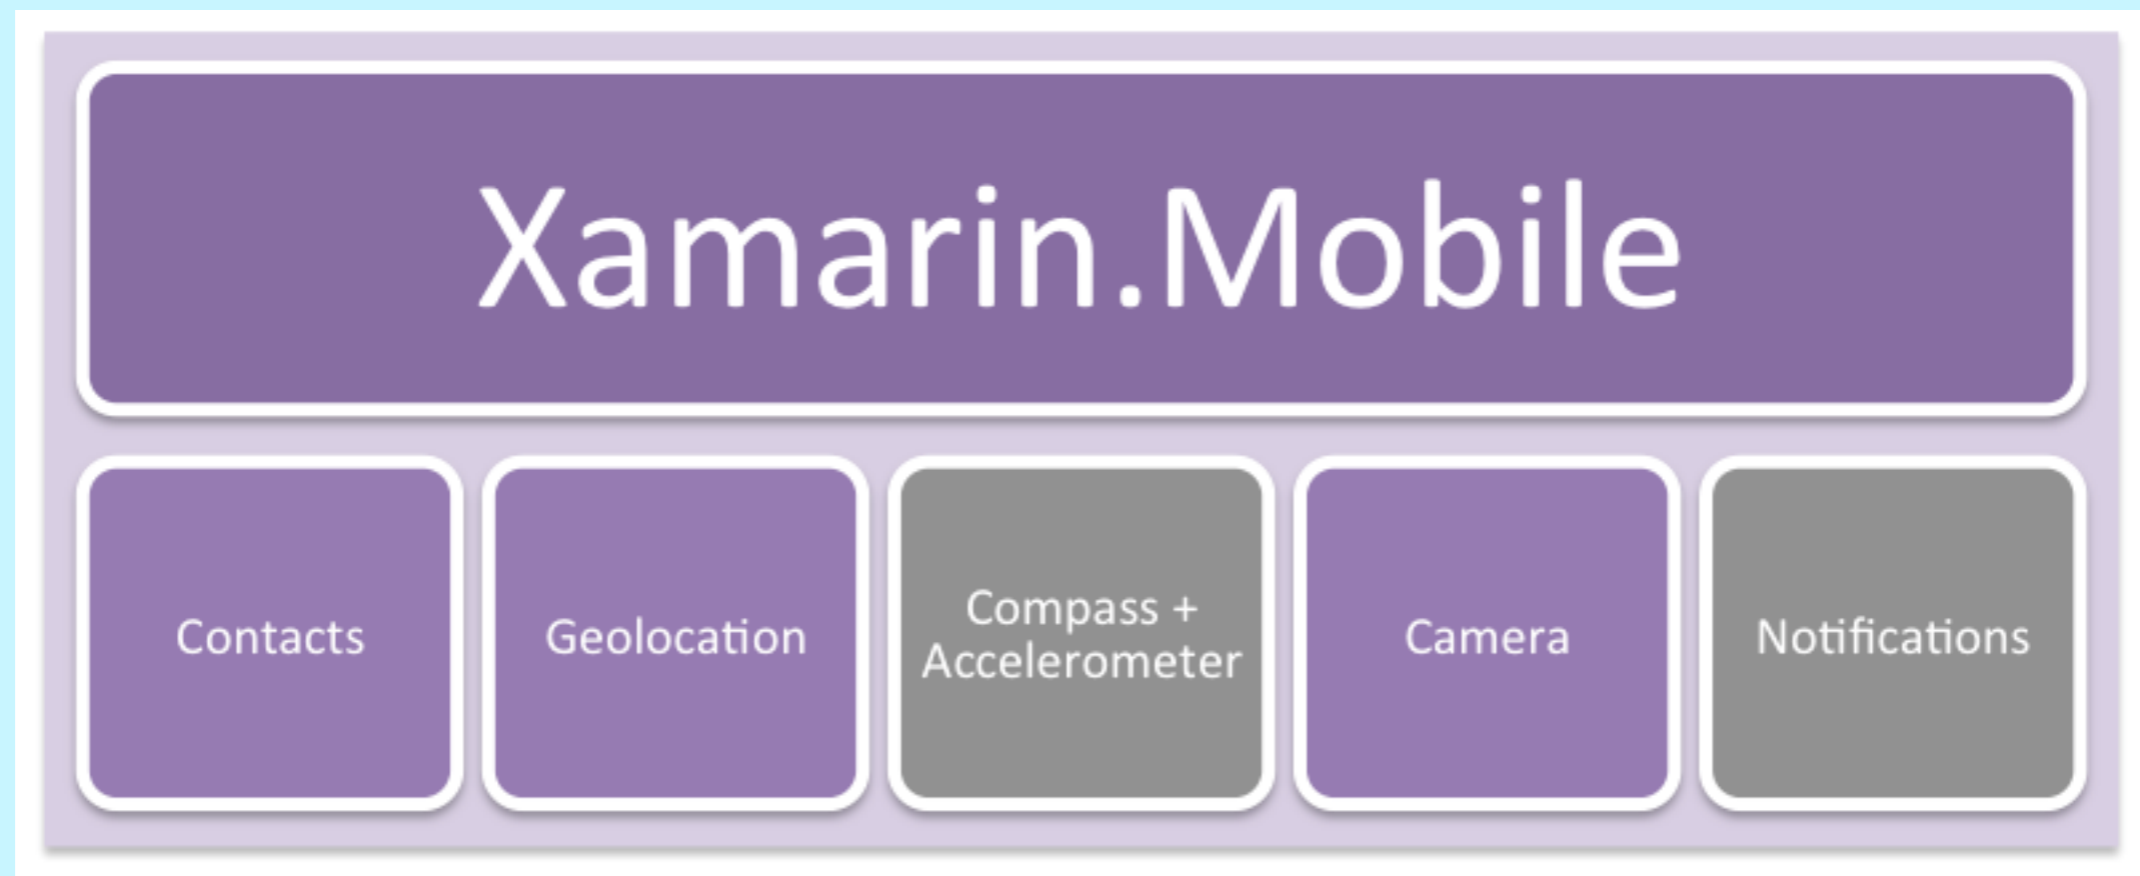 Xamarin.Mobile
Contacts
Geolocation
Compass +
Accelerometer
Camera
Notifications